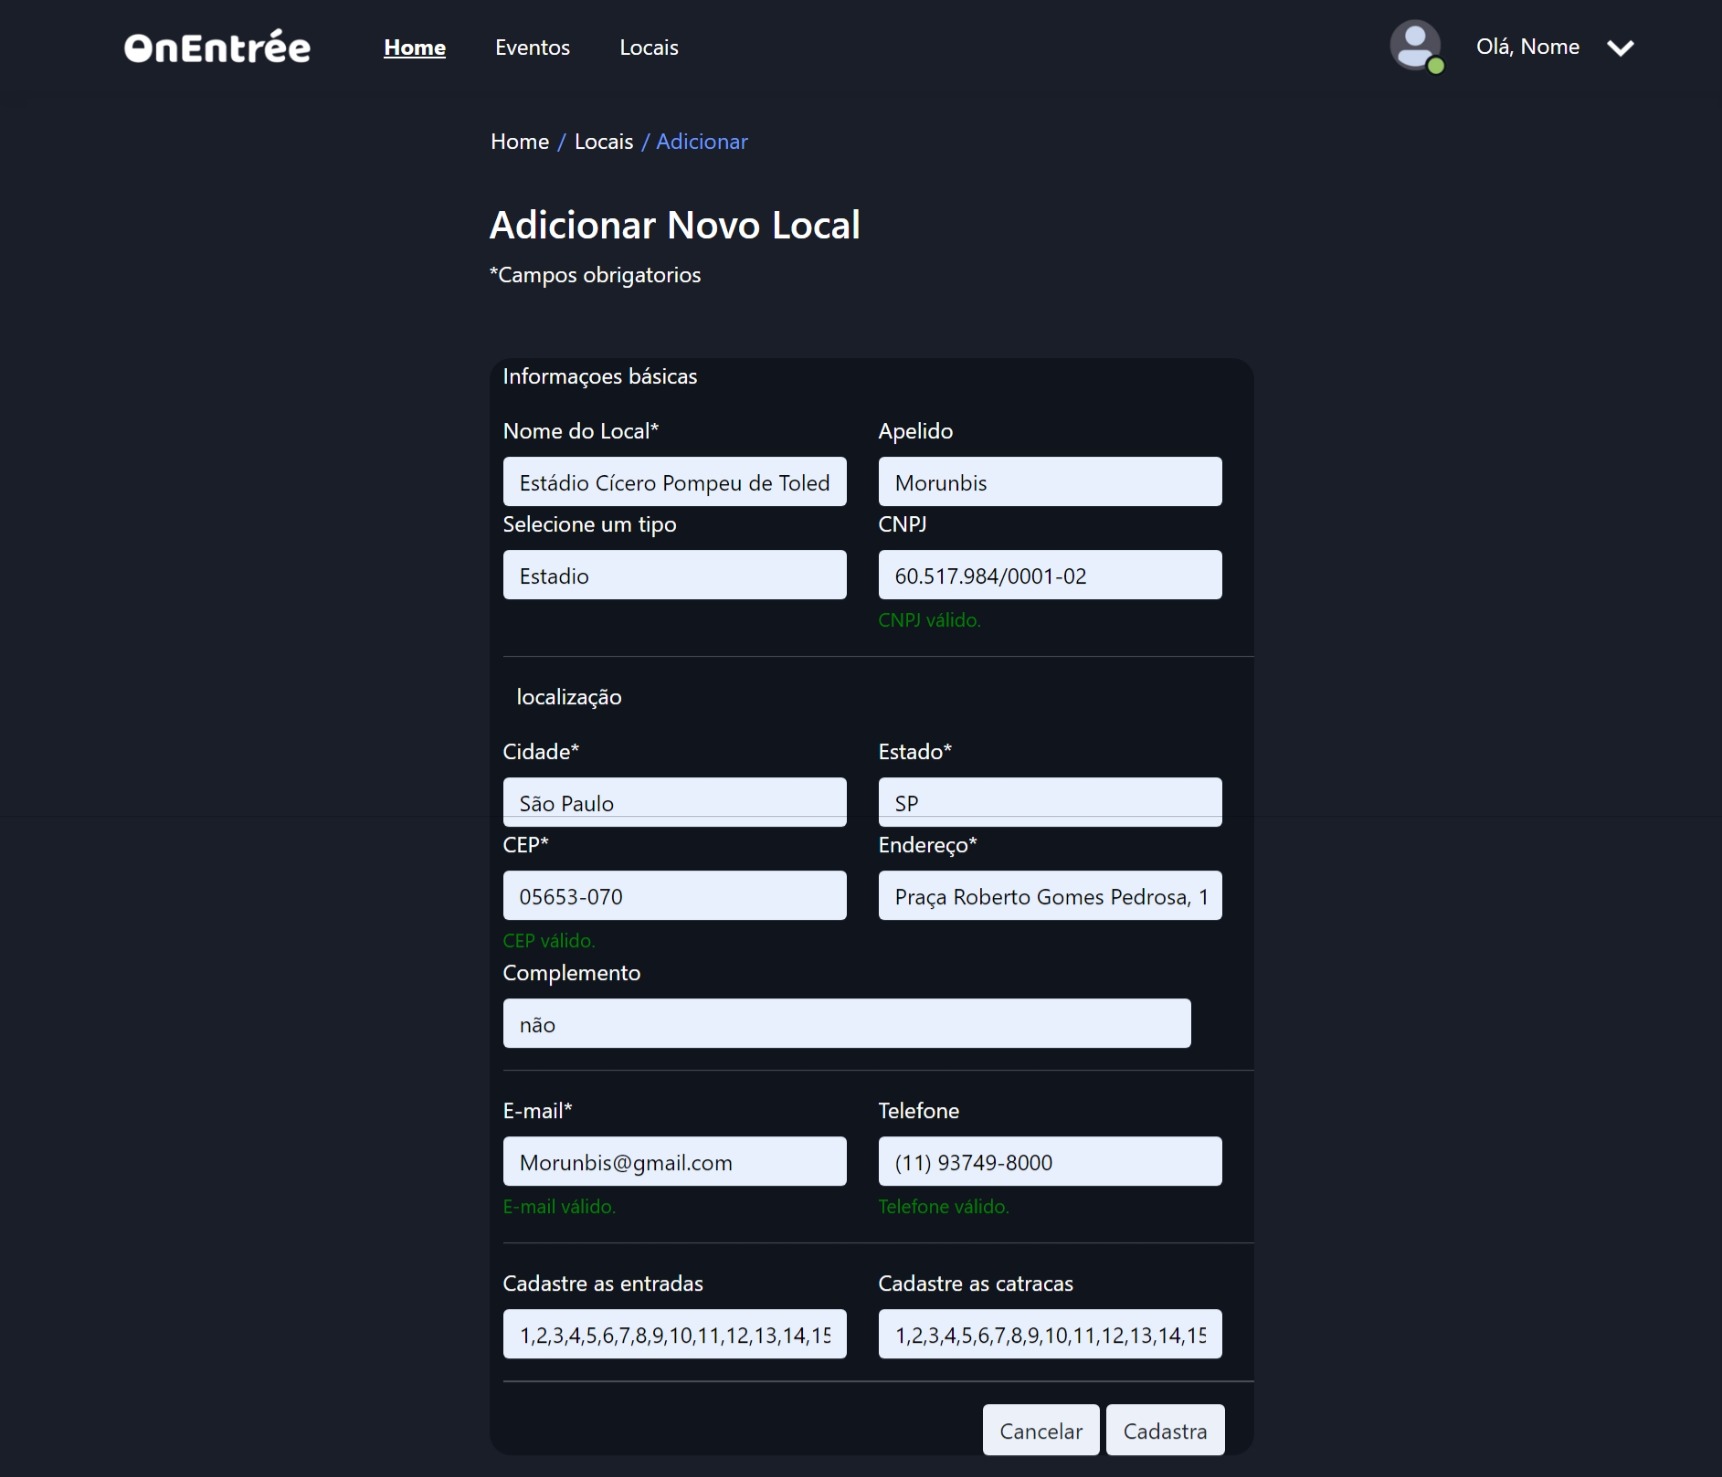 OnEntrée
Home Eventos Locais
Olá, Nome
Home / Locais / Adicionar
Adicionar Novo Local
*Campos obrigatorios
Informaçoes básicas
Nome do Local* Apelido
Estádio Cícero Pompeu de Toled Morunbis
Selecione um tipo CNPJ
Estadio 60.517.984/0001-02
CNPJ válido.
localização
Cidade* Estado*
São Paulo SP
CEP* Endereço*
05653-070 Praça Roberto Gomes Pedrosa, 1
CEP válido.
Complemento
não
E-mail* Telefone
Morunbis@gmail.com (11) 93749-8000
E-mail válido. Telefone válido.
Cadastre as entradas Cadastre as catracas
1,2,3,4,5,6,7,8,9,10,11,12,13,14,15 1,2,3,4,5,6,7,8,9,10,11,12,13,14,15
Cancelar Cadastra